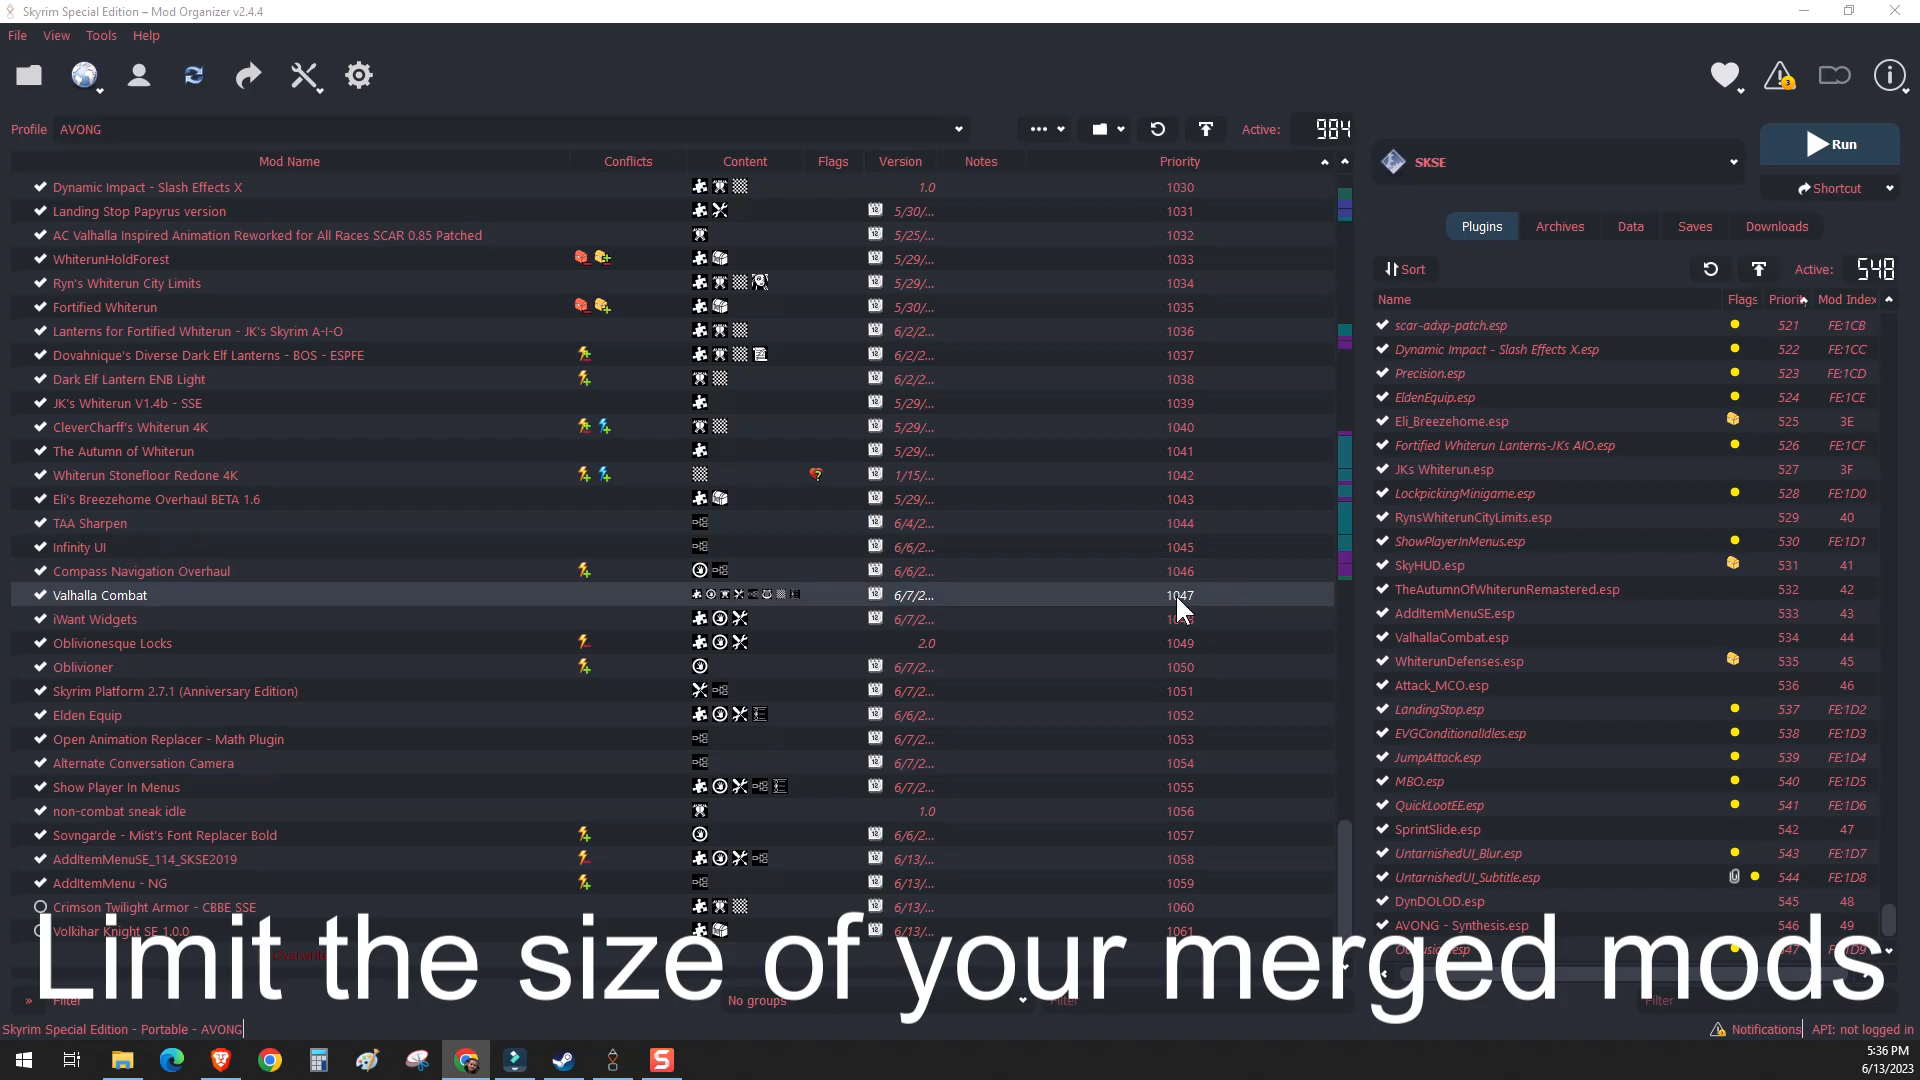 Skyrim Special Edition – Mod Organizer v2.4.4
File View Tools Help
Profile AVONG Active: 984
Mod Name Conflicts Content Flags Version Notes Priority
Dynamic Impact - Slash Effects X 1.0 1030
Landing Stop Papyrus version 5/30/... 1031
AC Valhalla Inspired Animation Reworked for All Races SCAR 0.85 Patched 5/25/... 1032
WhiterunHoldForest 5/29/... 1033
Ryn's Whiterun City Limits 5/29/... 1034
Fortified Whiterun 5/30/... 1035
Lanterns for Fortified Whiterun - JK's Skyrim A-I-O 6/2/2... 1036
Dovahnique's Diverse Dark Elf Lanterns - BOS - ESPFE 6/2/2... 1037
Dark Elf Lantern ENB Light 6/2/2... 1038
JK's Whiterun V1.4b - SSE 5/29/... 1039
CleverCharff's Whiterun 4K 5/29/... 1040
The Autumn of Whiterun 5/29/... 1041
Whiterun Stonefloor Redone 4K 1/15/... 1042
Eli's Breezehome Overhaul BETA 1.6 5/29/... 1043
TAA Sharpen 6/4/2... 1044
Infinity UI 6/6/2... 1045
Compass Navigation Overhaul 6/6/2... 1046
Valhalla Combat 6/7/2... 1047
iWant Widgets 6/7/2...
Oblivionesque Locks 2.0 1049
Oblivioner 6/7/2... 1050
Skyrim Platform 2.7.1 (Anniversary Edition) 6/7/2... 1051
Elden Equip 6/6/2... 1052
Open Animation Replacer - Math Plugin 6/7/2... 1053
Alternate Conversation Camera 6/7/2... 1054
Show Player In Menus 6/7/2... 1055
non-combat sneak idle 1.0 1056
Sovngarde - Mist's Font Replacer Bold 6/6/2... 1057
AddItemMenuSE_114_SKSE2019 6/13/... 1058
AddItemMenu - NG 6/13/... 1059
Crimson Twilight Armor - CBBE SSE 6/13/... 1060
Volkihar Knight SE 1.0.0 6/13/... 1061
Filter No groups Filter
SKSE
Run
Shortcut
Plugins Archives Data Saves Downloads
Sort Active: 548
Name Flags Priority Mod Index
scar-adxp-patch.esp 521 FE:1CB
Dynamic Impact - Slash Effects X.esp 522 FE:1CC
Precision.esp 523 FE:1CD
EldenEquip.esp 524 FE:1CE
Eli_Breezehome.esp 525 3E
Fortified Whiterun Lanterns-JKs AIO.esp 526 FE:1CF
JKs Whiterun.esp 527 3F
LockpickingMinigame.esp 528 FE:1D0
RynsWhiterunCityLimits.esp 529 40
ShowPlayerInMenus.esp 530 FE:1D1
SkyHUD.esp 531 41
TheAutumnOfWhiterunRemastered.esp 532 42
AddItemMenuSE.esp 533 43
ValhallaCombat.esp 534 44
WhiterunDefenses.esp 535 45
Attack_MCO.esp 536 46
LandingStop.esp 537 FE:1D2
EVGConditionalIdles.esp 538 FE:1D3
JumpAttack.esp 539 FE:1D4
MBO.esp 540 FE:1D5
QuickLootEE.esp 541 FE:1D6
SprintSlide.esp 542 47
UntarnishedUI_Blur.esp 543 FE:1D7
UntarnishedUI_Subtitle.esp 544 FE:1D8
DynDOLOD.esp 545 48
AVONG - Synthesis.esp 546 49
Occlusion.esp 547 FE:1D9
Filter
Limit the size of your merged mods
Skyrim Special Edition - Portable - AVONG Notifications API: not logged in
5:36 PM
6/13/2023